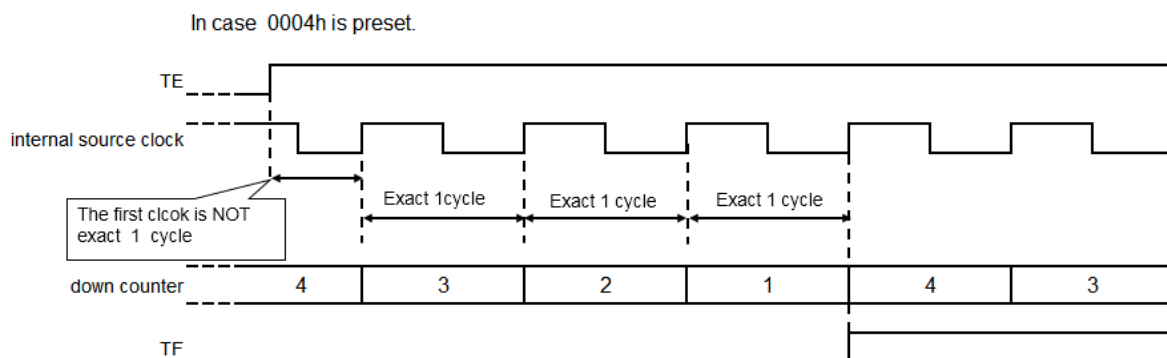 In case 0004h is preset.
TE
internal source clock
The first clcok is NOT
exact 1 cycle
Exact 1cycle
Exact 1 cycle
Exact 1 cycle
down counter
4
3
2
1
4
3
TF